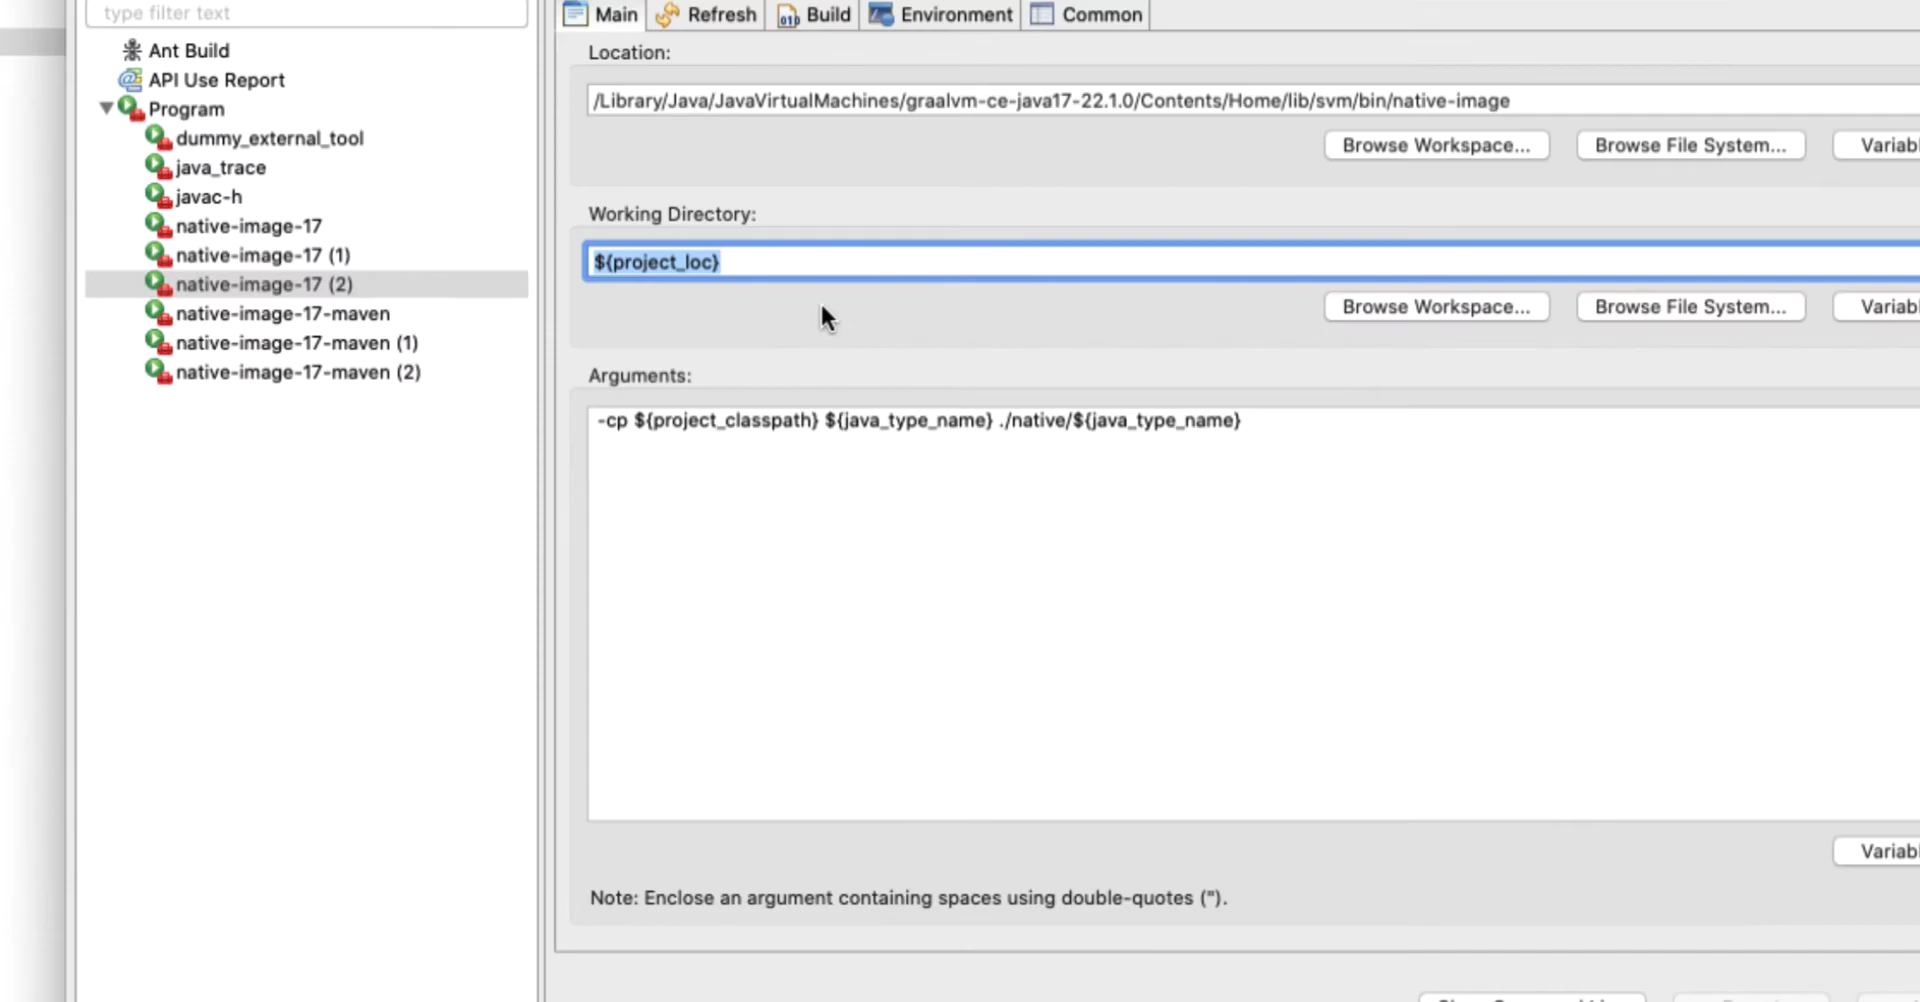 type filter text
Ant Build
API Use Report
Program
dummy_external_tool
java_trace
javac-h
native-image-17
native-image-17 (1)
native-image-17 (2)
native-image-17-maven
native-image-17-maven (1)
native-image-17-maven (2)
Main Refresh Build Environment Common
Location:
/Library/Java/JavaVirtualMachines/graalvm-ce-java17-22.1.0/Contents/Home/lib/svm/bin/native-image
Browse Workspace... Browse File System... Variabl
Working Directory:
${project_loc}
Browse Workspace... Browse File System... Variabl
Arguments:
-cp ${project_classpath} ${java_type_name} ./native/${java_type_name}
Variabl
Note: Enclose an argument containing spaces using double-quotes (").